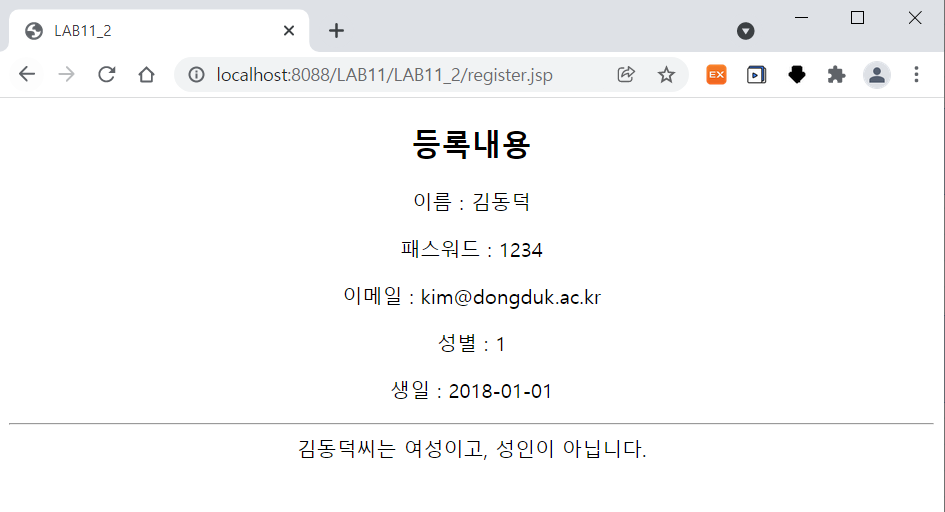 LAB11_2
localhost:8088/LAB11/LAB11_2/register.jsp
EX
등록내용
이름 : 김동덕
패스워드 : 1234
이메일 : kim@dongduk.ac.kr
성별 : 1
생일 : 2018-01-01
김동덕씨는 여성이고, 성인이 아닙니다.